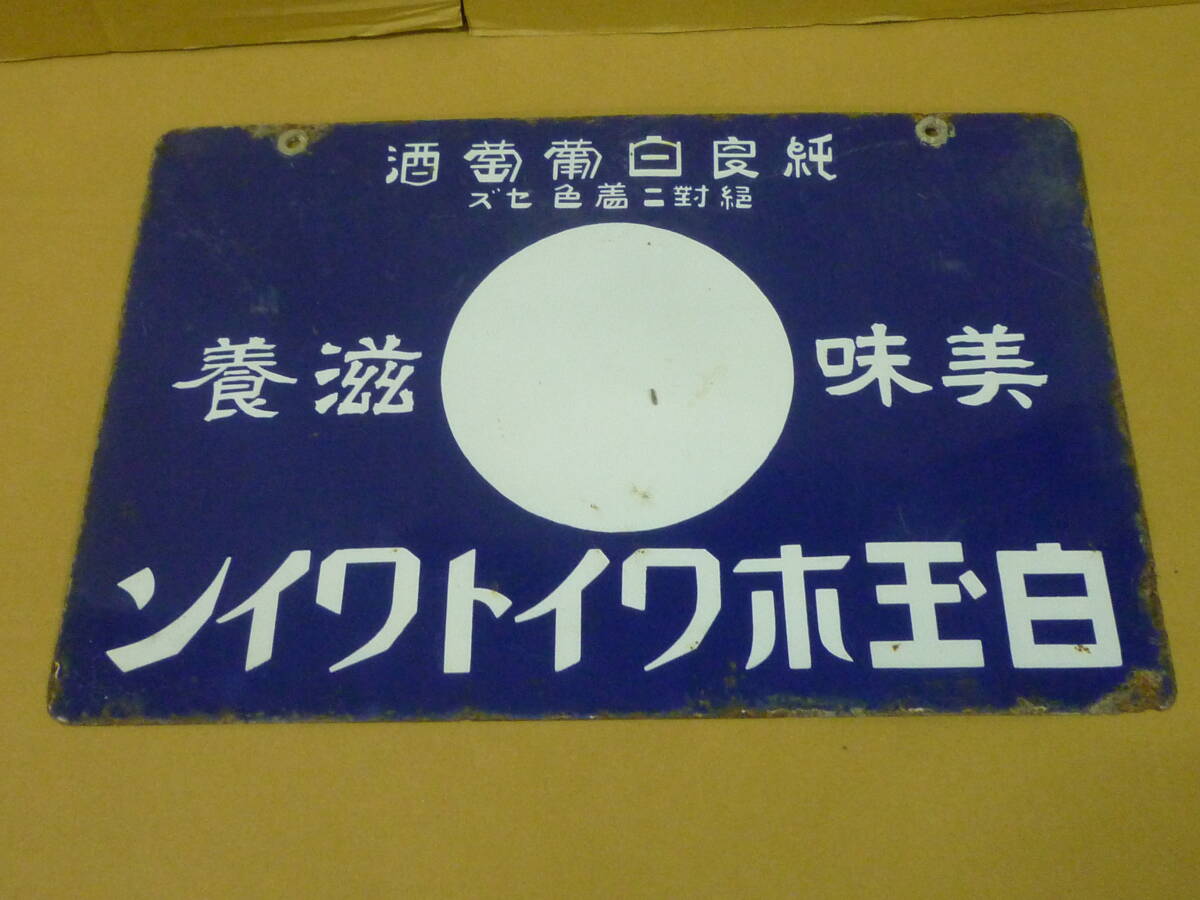 純良白葡萄酒
絕對ニ着色セズ
美味 滋養
白玉ホワイトワイン